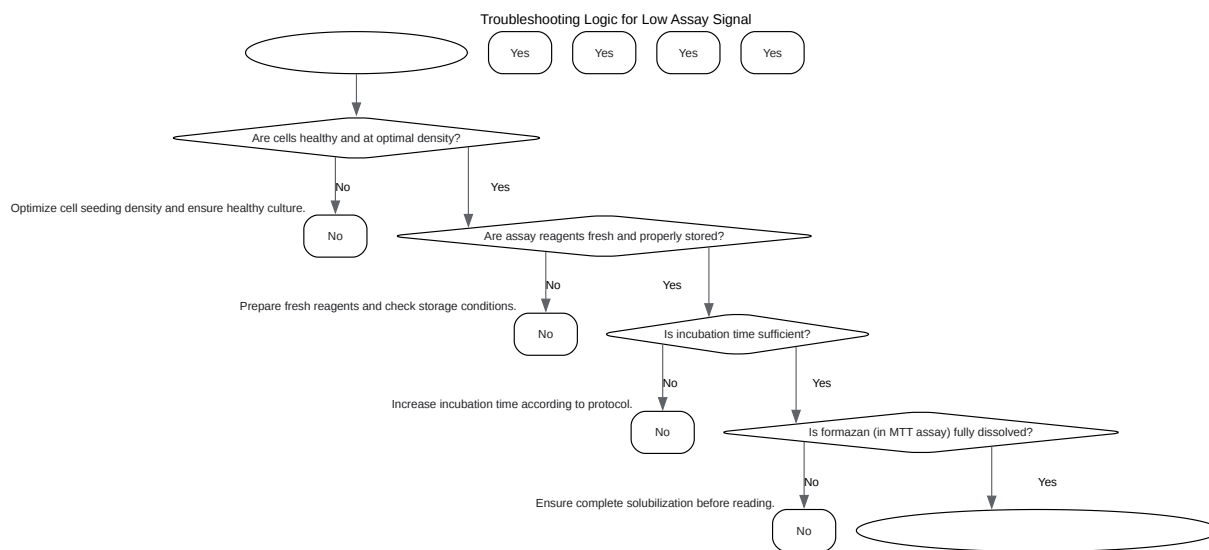 Troubleshooting Logic for Low Assay Signal
Yes
Yes
Yes
Yes
Are cells healthy and at optimal density?
No
Yes
Optimize cell seeding density and ensure healthy culture.
No
Are assay reagents fresh and properly stored?
No
Yes
Prepare fresh reagents and check storage conditions.
No
Is incubation time sufficient?
No
Yes
Increase incubation time according to protocol.
No
Is formazan (in MTT assay) fully dissolved?
No
Yes
Ensure complete solubilization before reading.
No